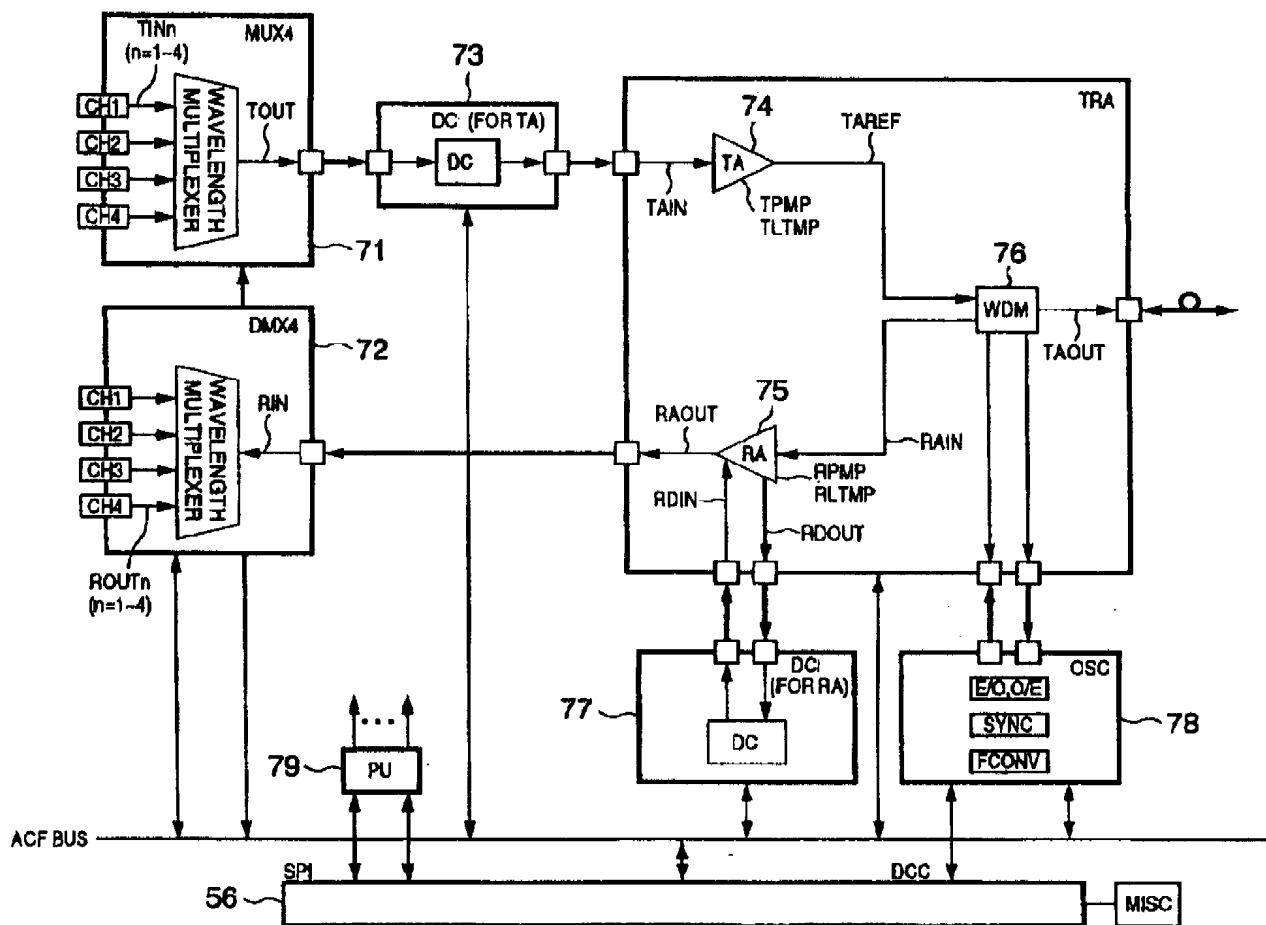 TINn
(n=1~4)
MUX4
CH1
CH2
CH3
CH4
WAVELENGTH
MULTIPLEXER
TOUT
71
73
DCi (FOR TA)
DC
TRA
74
TA
TAIN
TPMP
TLTMP
TAREF
76
WDM
TAOUT
DMX4
72
CH1
CH2
CH3
CH4
WAVELENGTH
MULTIPLEXER
RIN
ROUTn
(n=1~4)
RAOUT
75
RA
RAIN
RPMP
RLTMP
RDIN
RDOUT
77
DCi
(FOR RA)
DC
OSC
E/O,O/E
SYNC
FCONV
78
79
PU
ACF BUS
SPI
DCC
56
MISC